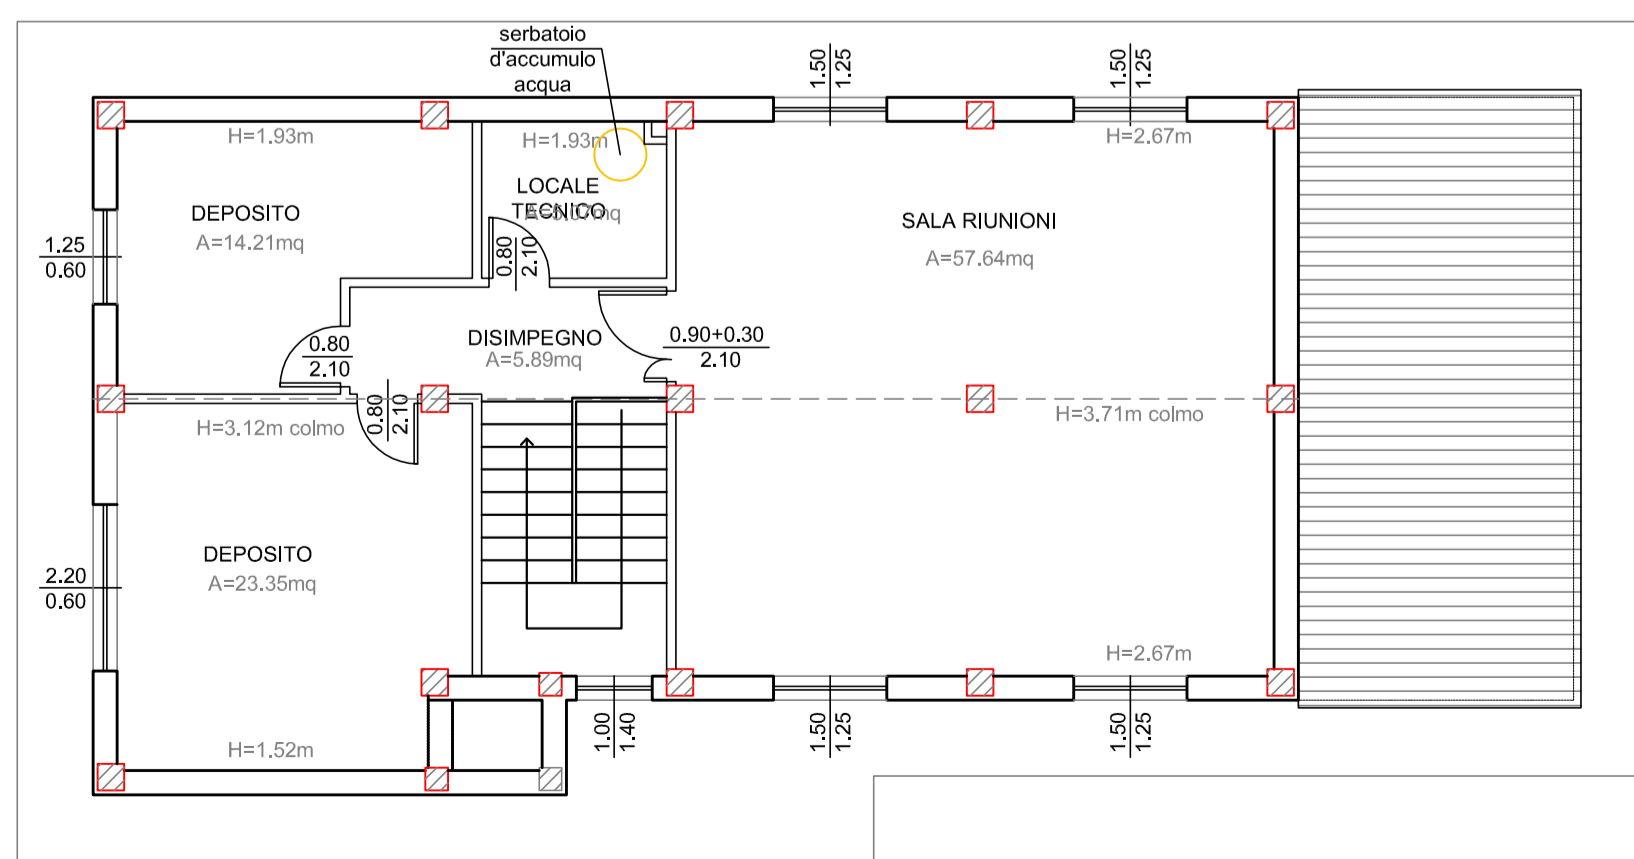 serbatoio
d'accumulo
acqua
1.50
1.25
1.50
1.25
H=1.93m
H=1.93m
H=2.67m
LOCALE
TECNICO
A=5.07mq
DEPOSITO
A=14.21mq
SALA RIUNIONI
A=57.64mq
1.25
0.60
0.80
2.10
DISIMPEGNO
A=5.89mq
0.90+0.30
2.10
0.80
2.10
0.80
2.10
H=3.12m colmo
H=3.71m colmo
DEPOSITO
A=23.35mq
2.20
0.60
H=2.67m
1.00
1.40
1.50
1.25
1.50
1.25
H=1.52m